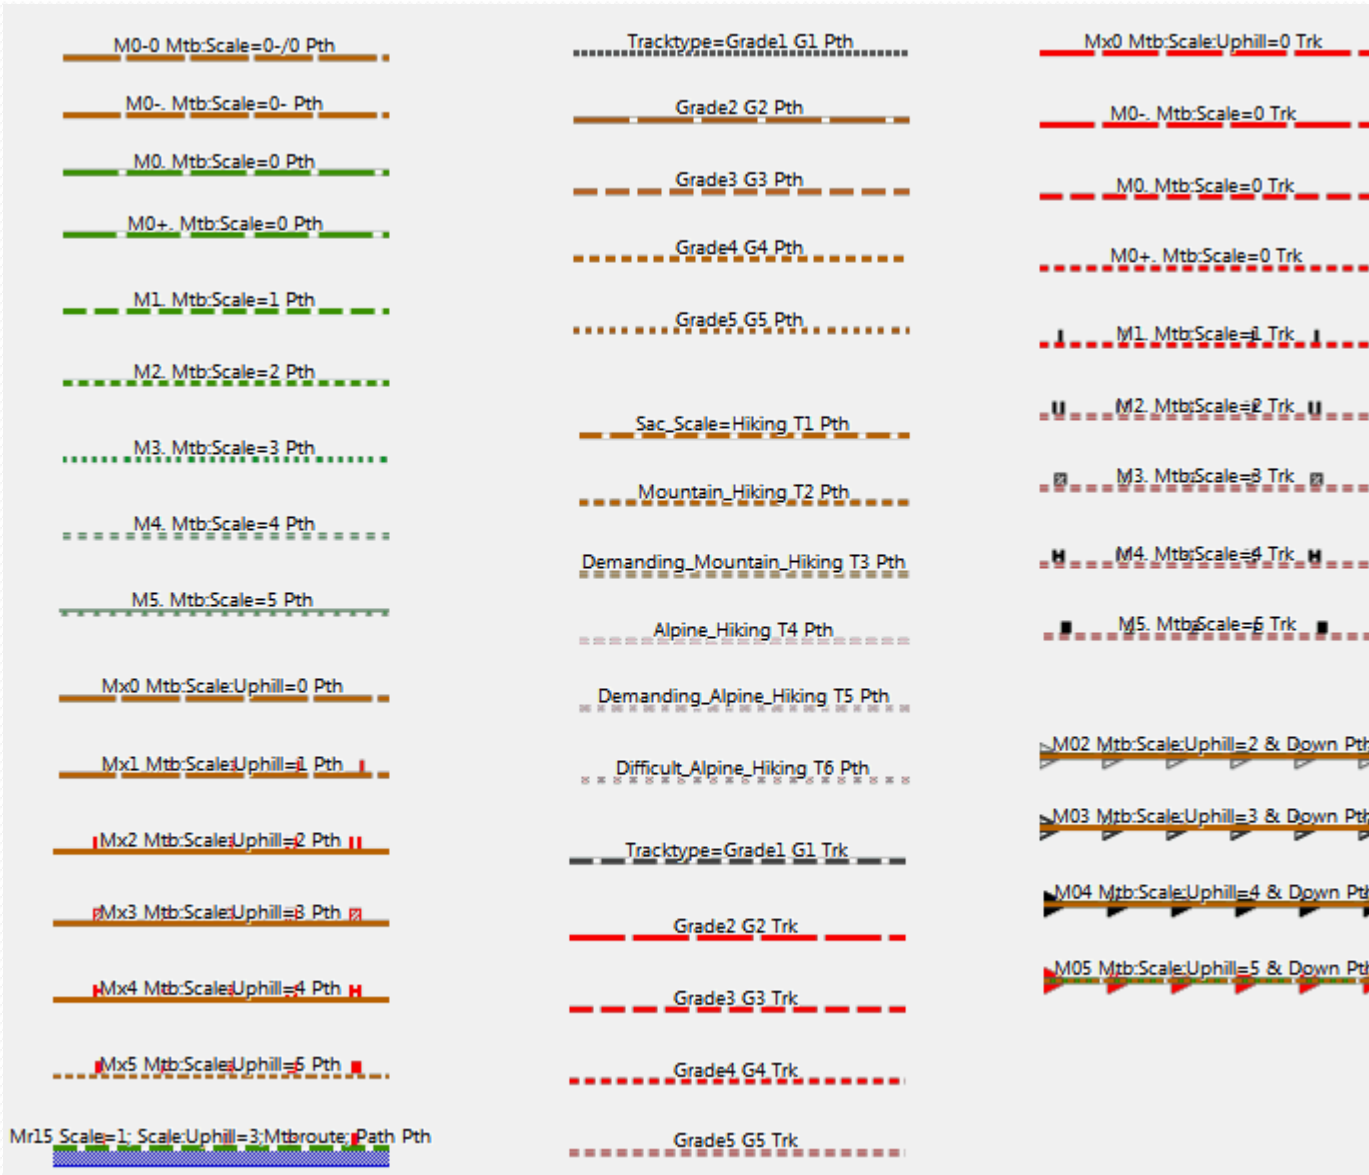 M0-0 Mtb:Scale=0-/0 Pth
M0-. Mtb:Scale=0- Pth
M0. Mtb:Scale=0 Pth
M0+. Mtb:Scale=0 Pth
M1. Mtb:Scale=1 Pth
M2. Mtb:Scale=2 Pth
M3. Mtb:Scale=3 Pth
M4. Mtb:Scale=4 Pth
M5. Mtb:Scale=5 Pth
Mx0 Mtb:Scale:Uphill=0 Pth
Mx1 Mtb:Scale:Uphill=1 Pth
Mx2 Mtb:Scale:Uphill=2 Pth
Mx3 Mtb:Scale:Uphill=3 Pth
Mx4 Mtb:Scale:Uphill=4 Pth
Mx5 Mtb:Scale:Uphill=5 Pth
Mr15 Scale=1; Scale:Uphill=3;Mtbroute; Path Pth
Tracktype=Grade1 G1 Pth
Grade2 G2 Pth
Grade3 G3 Pth
Grade4 G4 Pth
Grade5 G5 Pth
Sac_Scale=Hiking T1 Pth
Mountain_Hiking T2 Pth
Demanding_Mountain_Hiking T3 Pth
Alpine_Hiking T4 Pth
Demanding_Alpine_Hiking T5 Pth
Difficult_Alpine_Hiking T6 Pth
Tracktype=Grade1 G1 Trk
Grade2 G2 Trk
Grade3 G3 Trk
Grade4 G4 Trk
Grade5 G5 Trk
Mx0 Mtb:Scale:Uphill=0 Trk
M0-. Mtb:Scale=0 Trk
M0. Mtb:Scale=0 Trk
M0+. Mtb:Scale=0 Trk
M1. Mtb:Scale=1 Trk
M2. Mtb:Scale=2 Trk
M3. Mtb:Scale=3 Trk
M4. Mtb:Scale=4 Trk
M5. Mtb:Scale=5 Trk
M02 Mtb:Scale:Uphill=2 & Down Pth
M03 Mtb:Scale:Uphill=3 & Down Pth
M04 Mtb:Scale:Uphill=4 & Down Pth
M05 Mtb:Scale:Uphill=5 & Down Pth